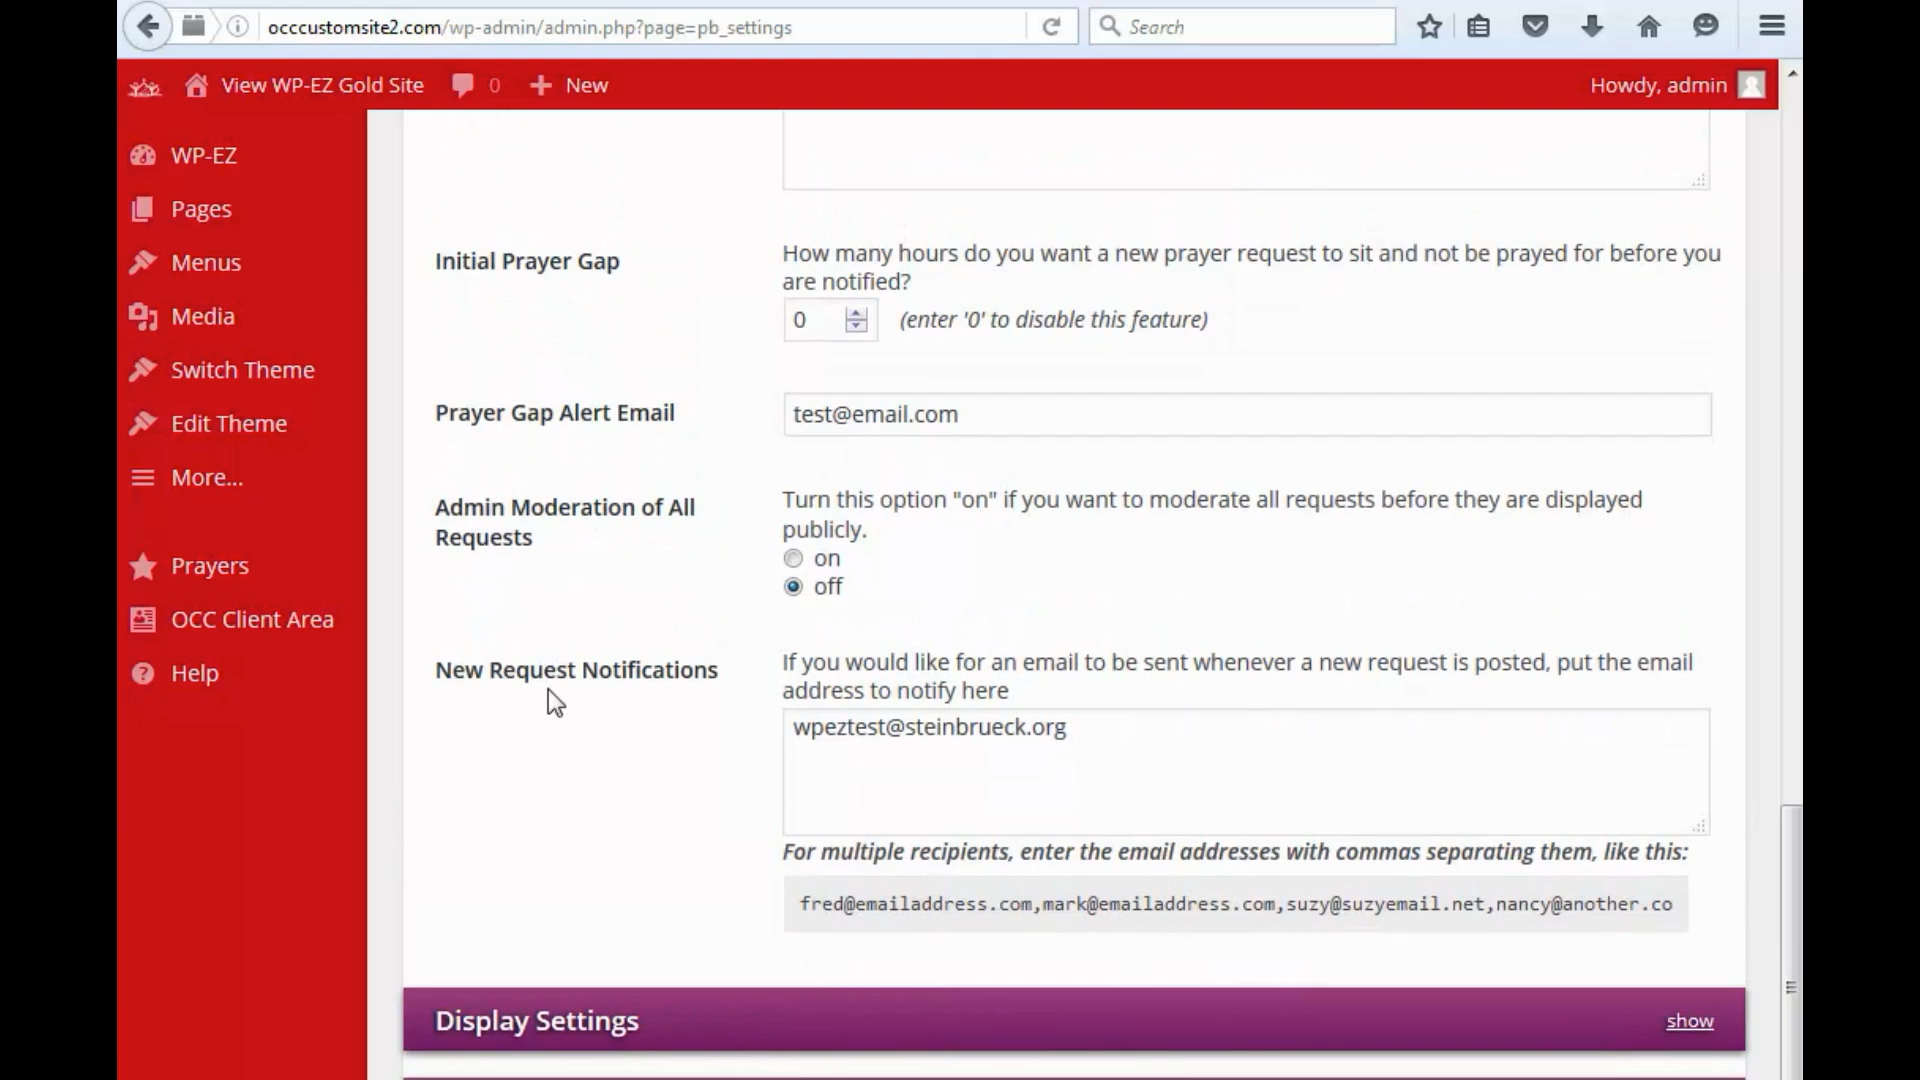 occcustomsite2.com/wp-admin/admin.php?page=pb_settings
Search
View WP-EZ Gold Site 0 New
Howdy, admin
WP-EZ
Pages
Menus
Media
Switch Theme
Edit Theme
More...
Prayers
OCC Client Area
Help
Initial Prayer Gap
How many hours do you want a new prayer request to sit and not be prayed for before you
are notified?
0 (enter '0' to disable this feature)
Prayer Gap Alert Email
test@email.com
Admin Moderation of All
Requests
Turn this option "on" if you want to moderate all requests before they are displayed
publicly.
on
off
New Request Notifications
If you would like for an email to be sent whenever a new request is posted, put the email
address to notify here
wpeztest@steinbrueck.org
For multiple recipients, enter the email addresses with commas separating them, like this:
fred@emailaddress.com,mark@emailaddress.com,suzy@suzyemail.net,nancy@another.co
Display Settings
show